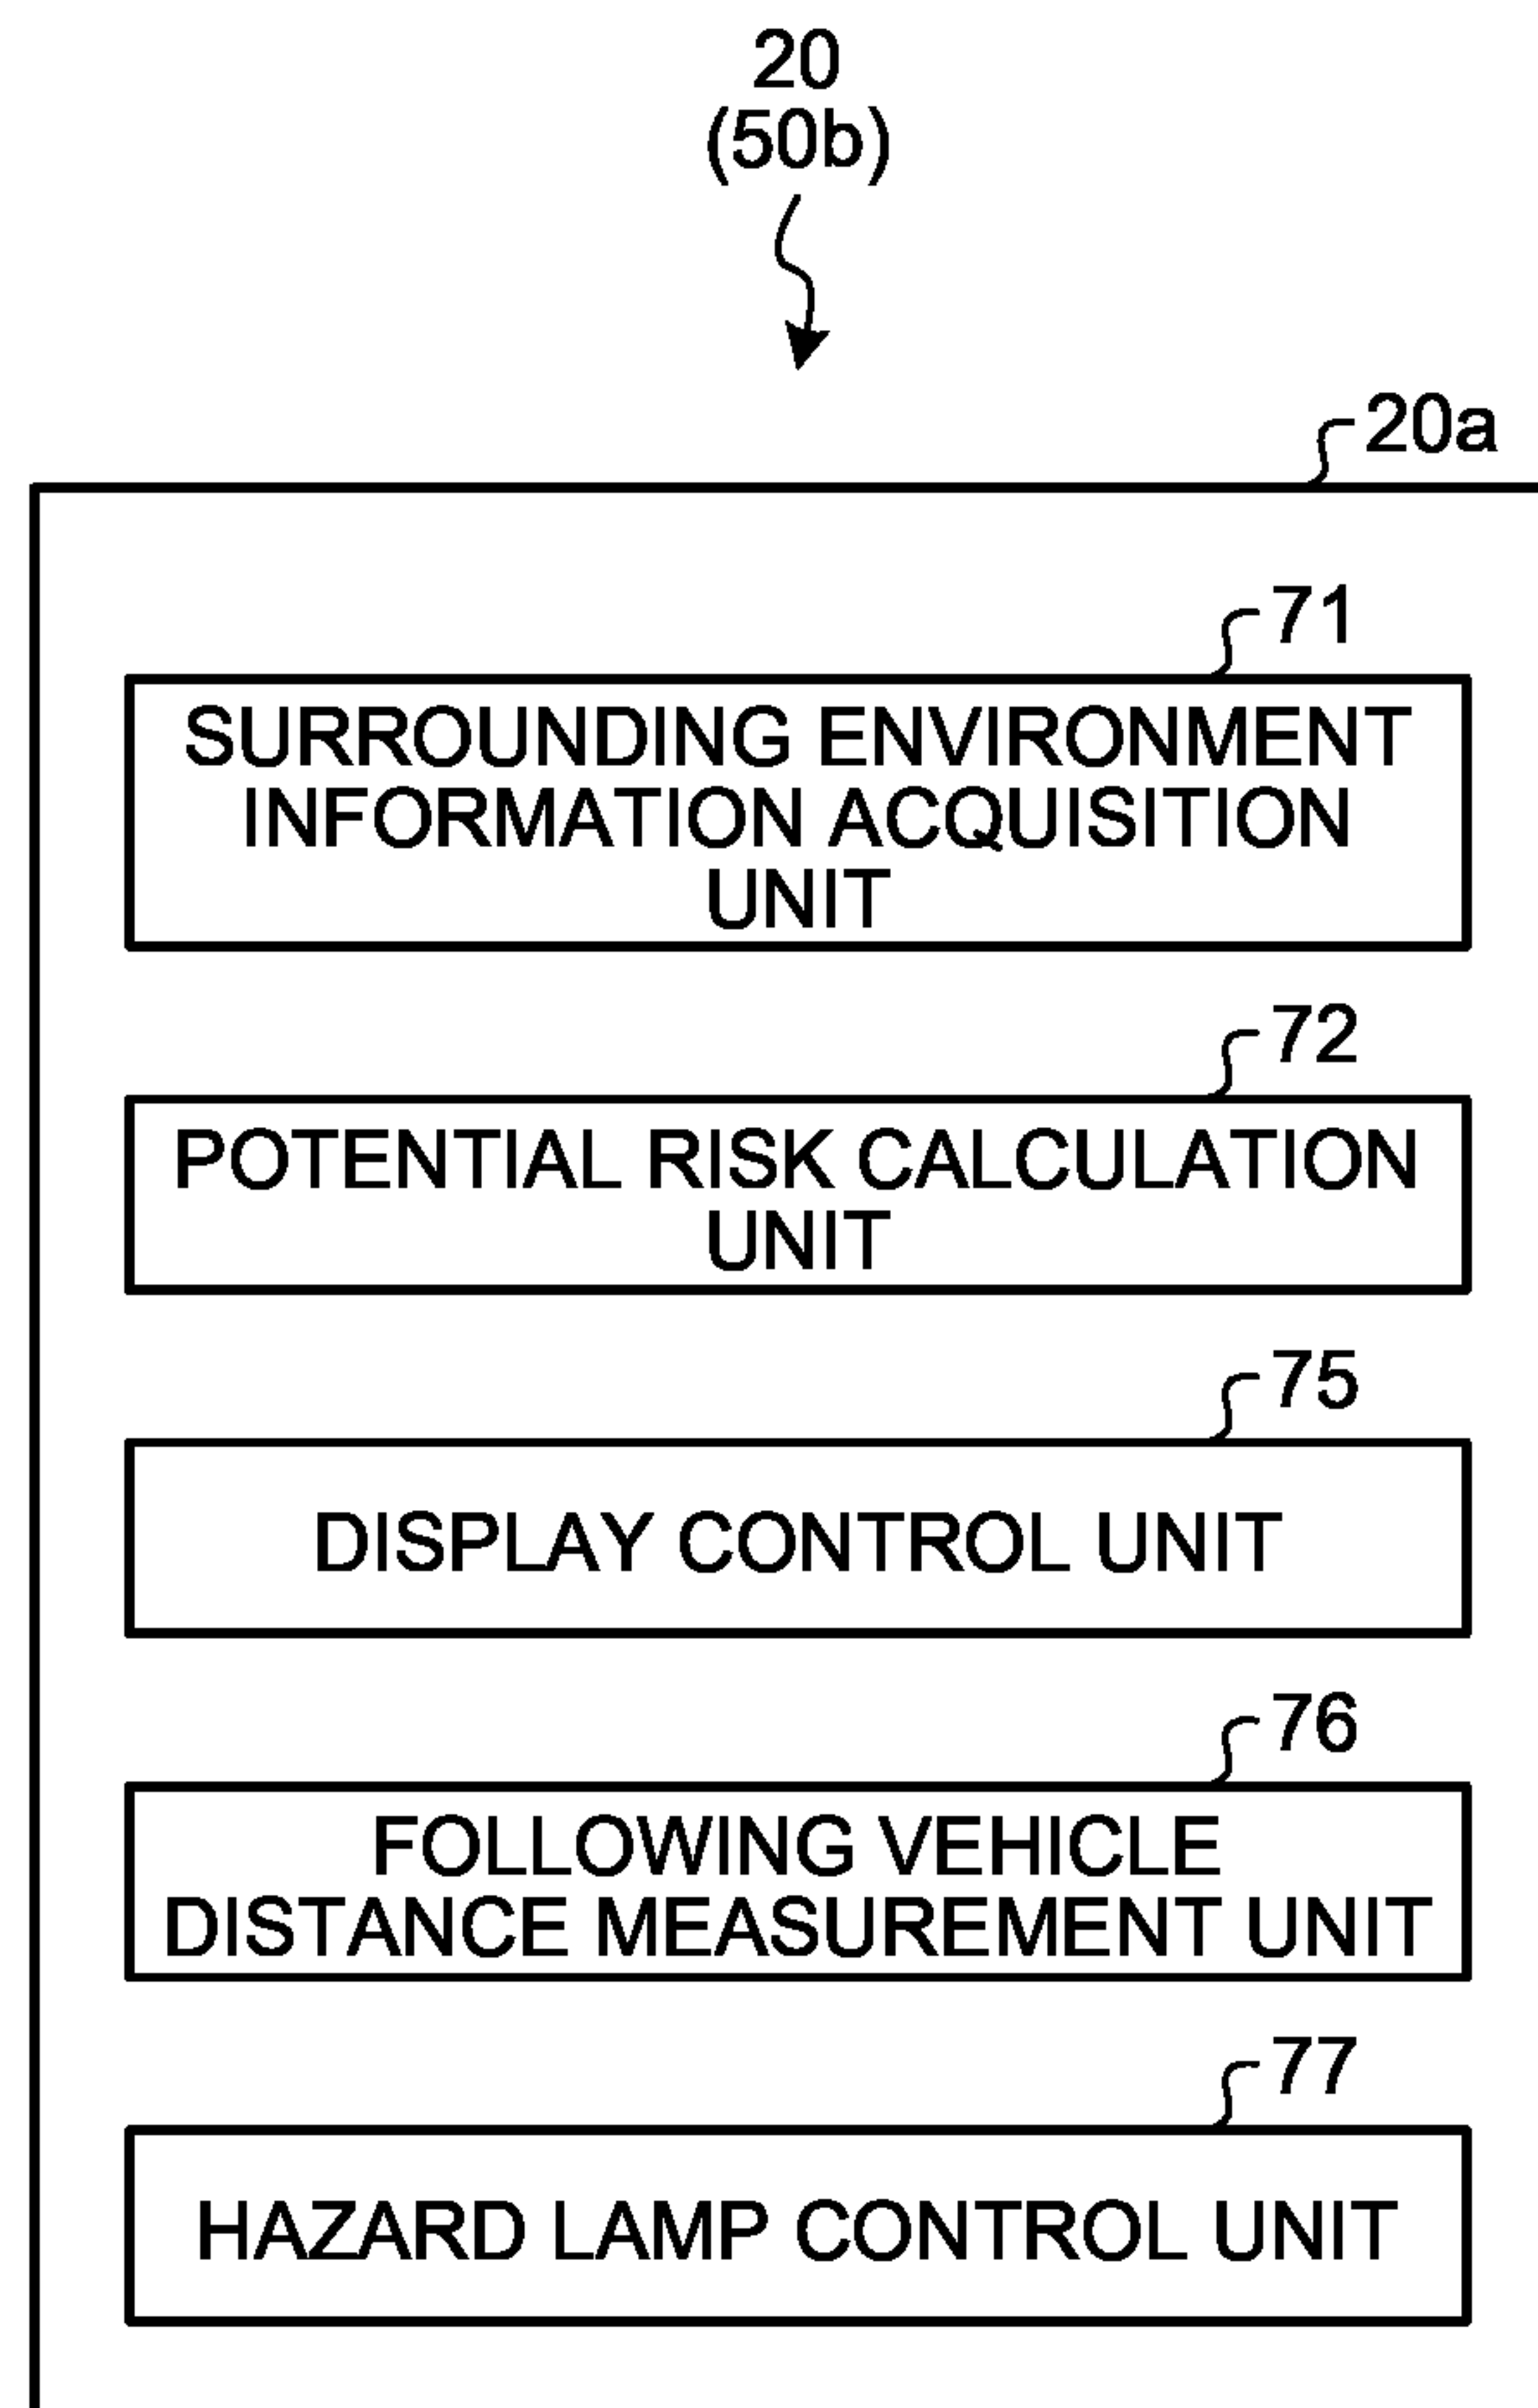 20
(50b)
20a
71
SURROUNDING ENVIRONMENT
INFORMATION ACQUISITION
UNIT
72
POTENTIAL RISK CALCULATION
UNIT
75
DISPLAY CONTROL UNIT
76
FOLLOWING VEHICLE
DISTANCE MEASUREMENT UNIT
77
HAZARD LAMP CONTROL UNIT